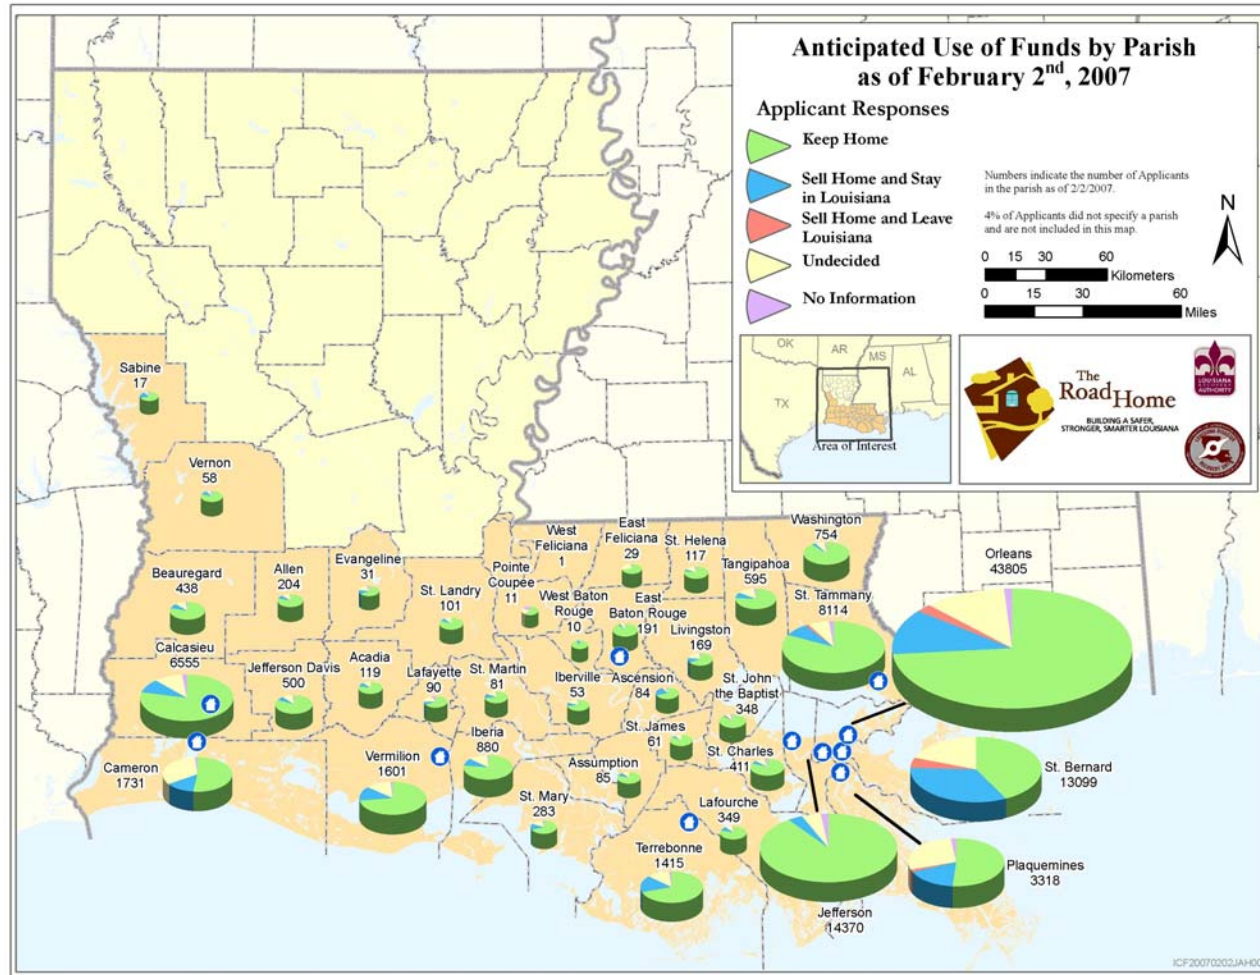 Anticipated Use of Funds by Parish
as of February 2nd, 2007
Applicant Responses
Keep Home
Sell Home and Stay
in Louisiana
Sell Home and Leave
Louisiana
Undecided
No Information
Numbers indicate the number of Applicants
in the parish as of 2/2/2007.
4% of Applicants did not specify a parish
and are not included in this map.
N
0 15 30 60
Kilometers
0 15 30 60
Miles
OK
AR
MS
AL
TX
Area of Interest
The
Road Home
BUILDING A SAFER,
STRONGER, SMARTER LOUISIANA
LOUISIANA
RECOVERY
AUTHORITY
Sabine
17
Vernon
58
Beauregard
438
Allen
204
Evangeline
31
St. Landry
101
Pointe
Coupee
11
West
Feliciana
1
East
Feliciana
29
St. Helena
117
Tangipahoa
595
Washington
754
St. Tammany
8114
Orleans
43805
West Baton
Rouge
10
East
Baton Rouge
191
Livingston
169
Calcasieu
6555
Jefferson Davis
500
Acadia
119
Lafayette
90
St. Martin
81
Iberville
53
Ascension
84
St. John
the Baptist
348
Cameron
1731
Vermilion
1601
Iberia
880
St. James
61
St. Charles
411
Assumption
85
St. Mary
283
Lafourche
349
Terrebonne
1415
Jefferson
14370
St. Bernard
13099
Plaquemines
3318